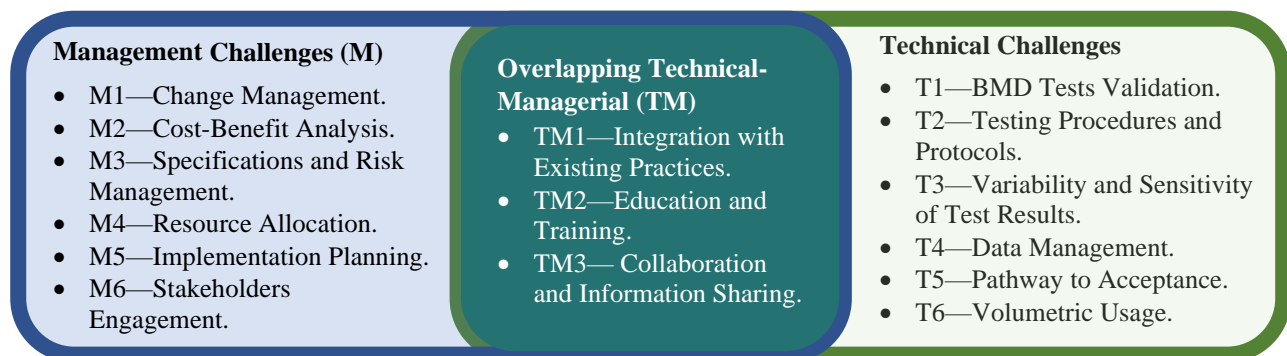 Management Challenges (M)
• M1—Change Management.
• M2—Cost-Benefit Analysis.
• M3—Specifications and Risk
Management.
• M4—Resource Allocation.
• M5—Implementation Planning.
• M6—Stakeholders
Engagement.
Overlapping Technical-
Managerial (TM)
• TM1—Integration with
Existing Practices.
• TM2—Education and
Training.
• TM3— Collaboration
and Information Sharing.
Technical Challenges
• T1—BMD Tests Validation.
• T2—Testing Procedures and
Protocols.
• T3—Variability and Sensitivity
of Test Results.
• T4—Data Management.
• T5—Pathway to Acceptance.
• T6—Volumetric Usage.